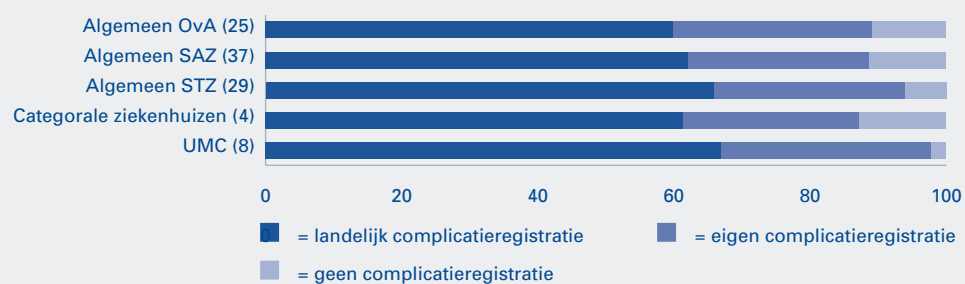 Algemeen OvA (25)
Algemeen SAZ (37)
Algemeen STZ (29)
Categorale ziekenhuizen (4)
UMC (8)
0 20 40 60 80 100
0 = landelijk complicatieregistratie = eigen complicatieregistratie
= geen complicatieregistratie